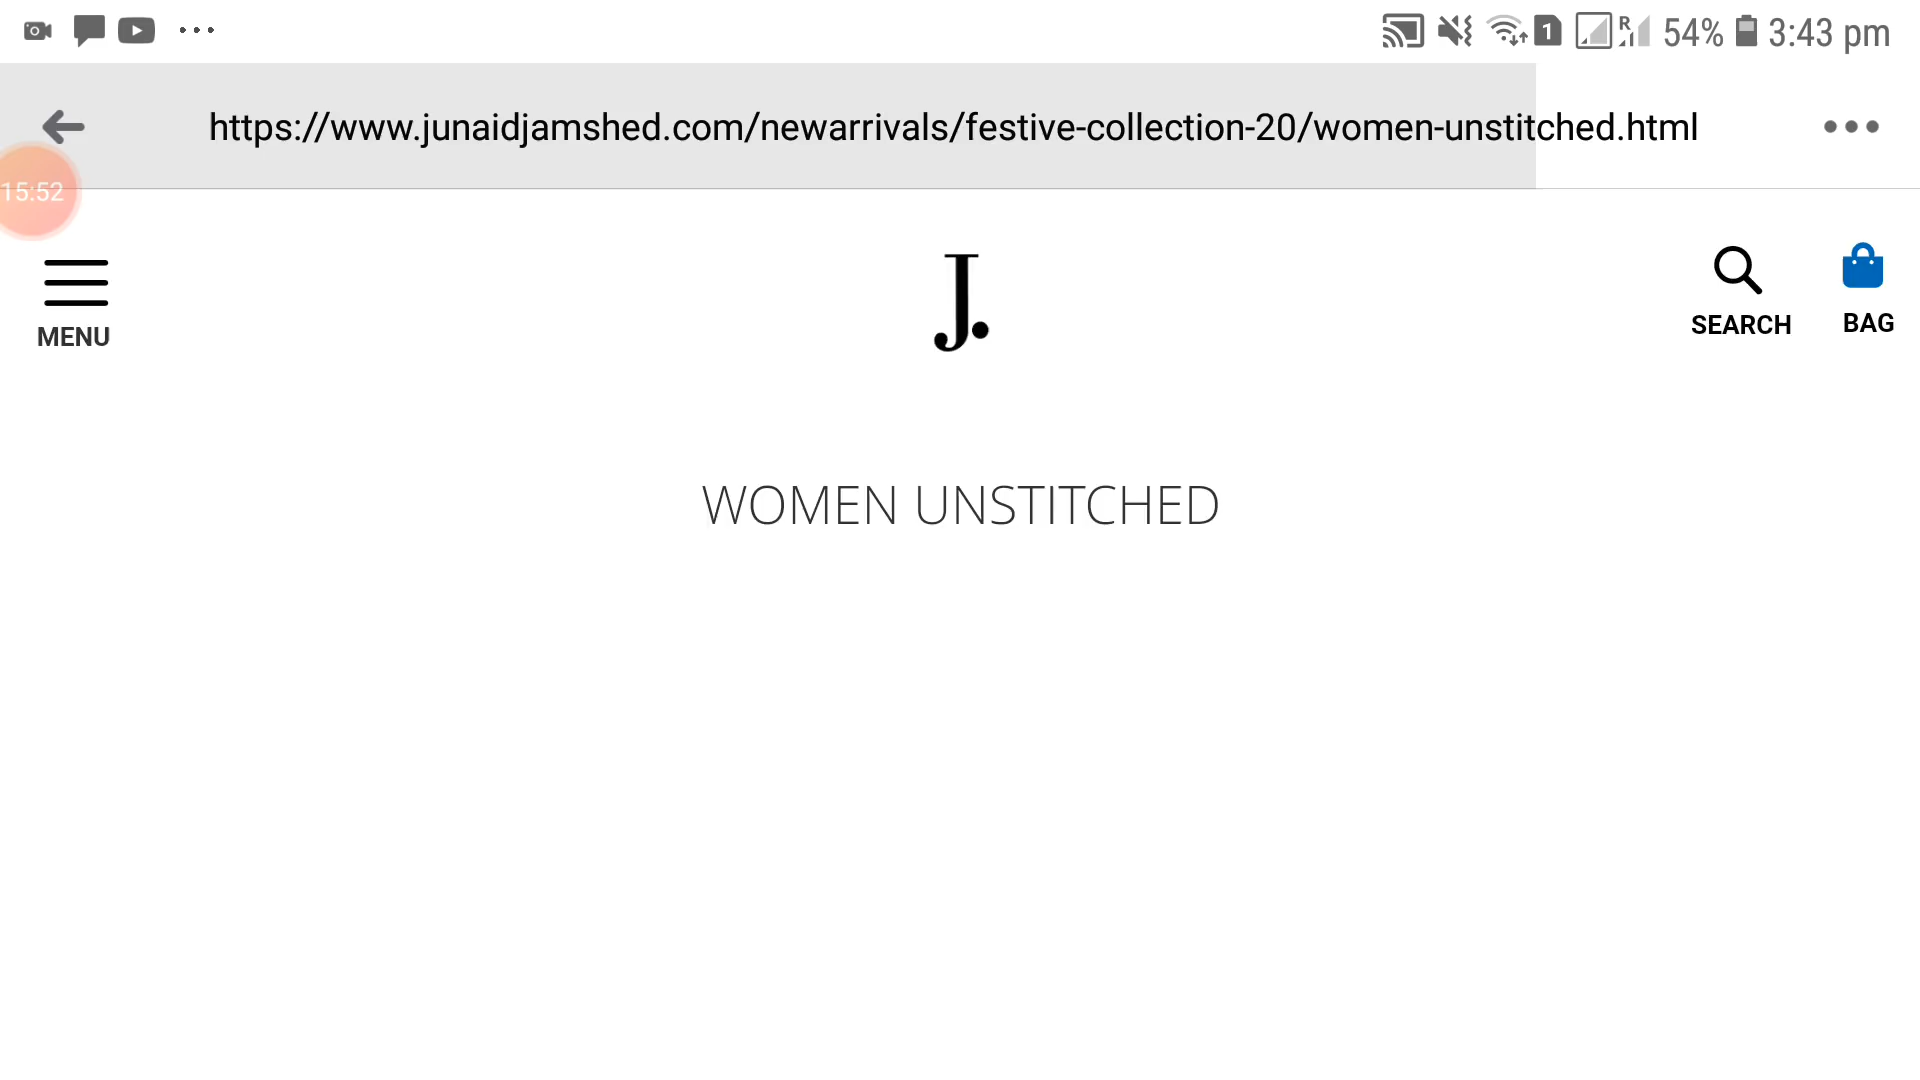 1 R 54% 3:43 pm
https://www.junaidjamshed.com/newarrivals/festive-collection-20/women-unstitched.html
15:52
J.
MENU
SEARCH
BAG
WOMEN UNSTITCHED